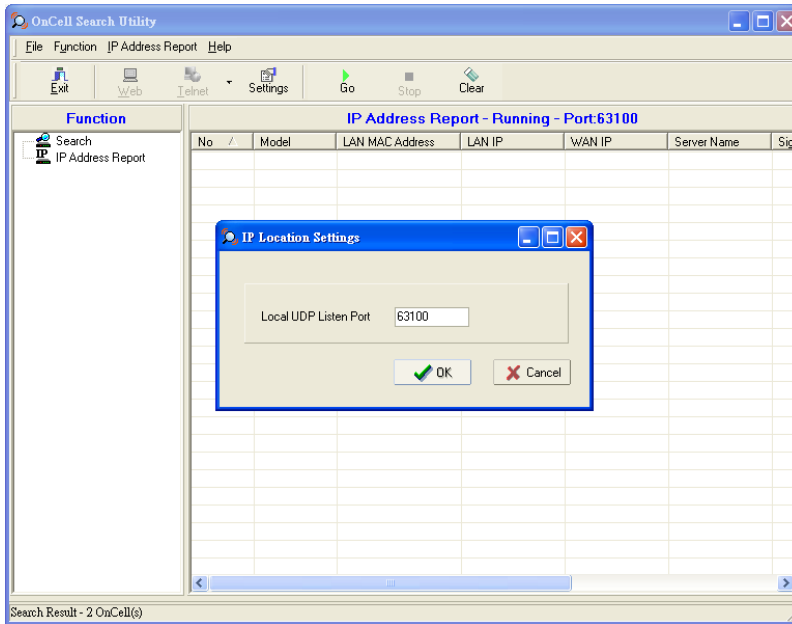 OnCell Search Utility
File Function IP Address Report Help
Exit Web Telnet Settings Go Stop Clear
Function
IP Address Report - Running - Port:63100
Search
IP Address Report
No Model LAN MAC Address LAN IP WAN IP Server Name Sig
IP Location Settings
Local UDP Listen Port 63100
OK Cancel
Search Result - 2 OnCell(s)